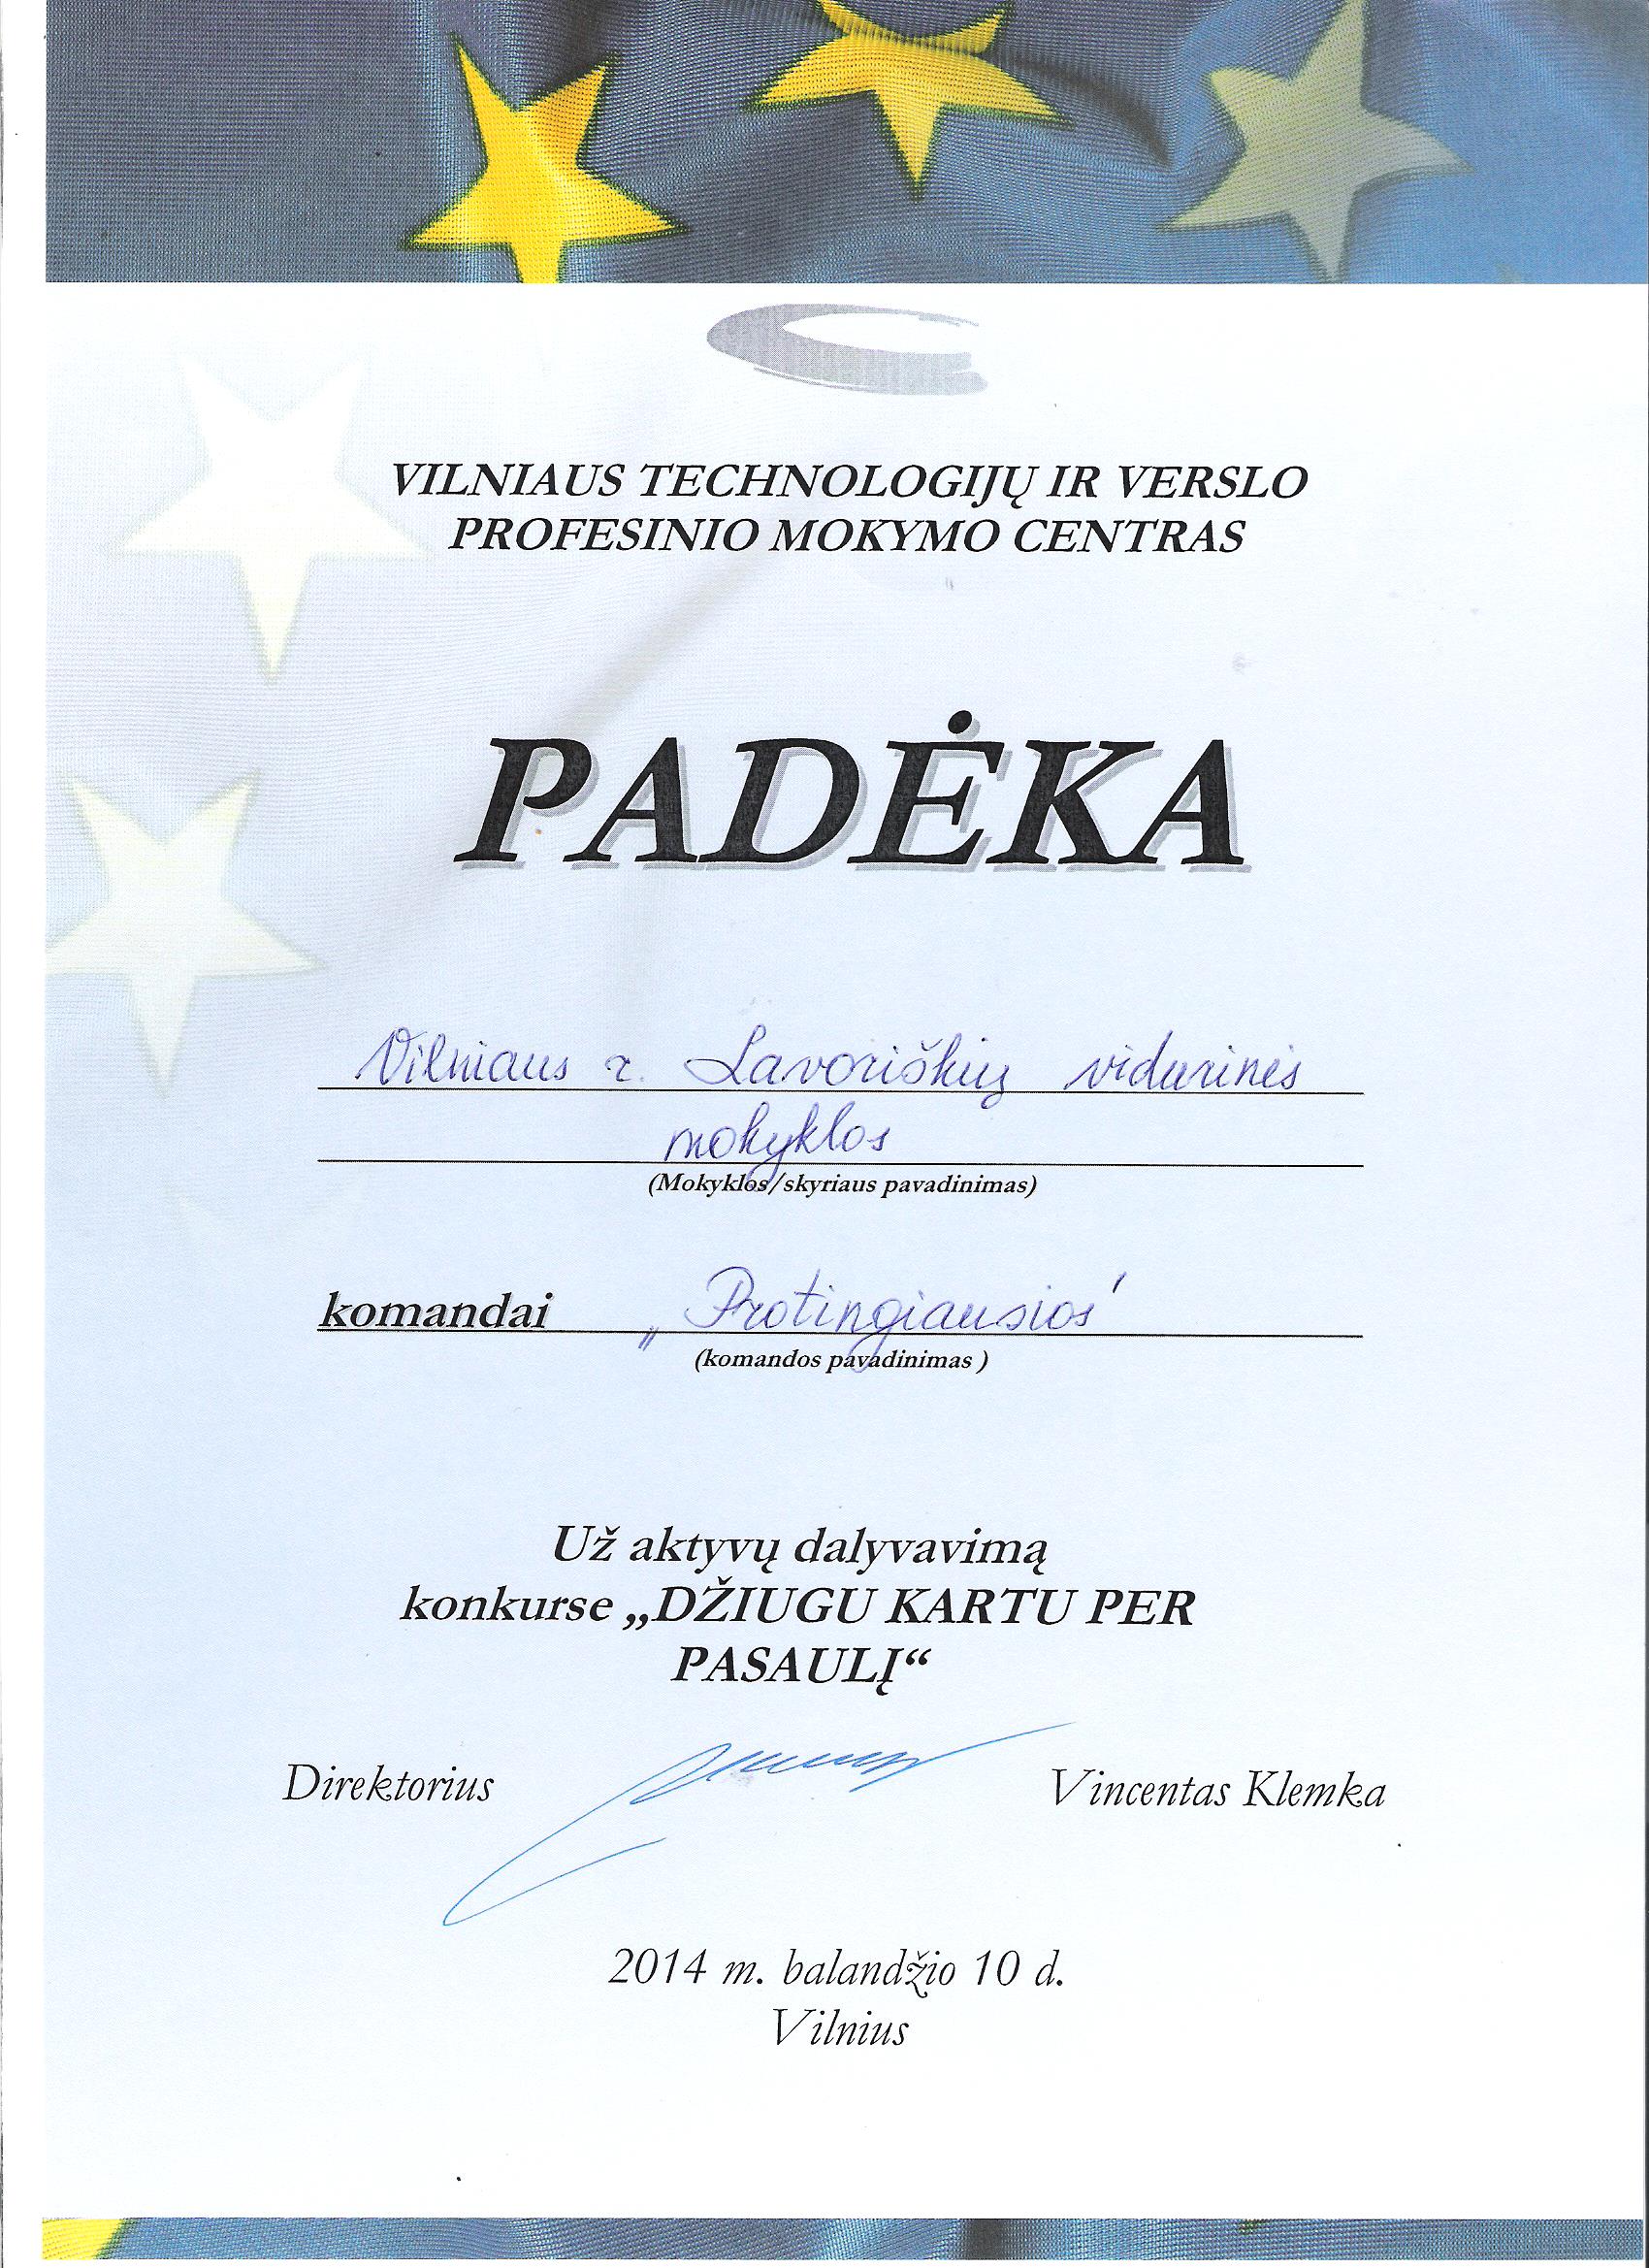 VILNIAUS TECHNOLOGIJŲ IR VERSLO
PROFESINIO MOKYMO CENTRAS
PADĖKA
Vilniaus r. Lavoriškių vidurinės
mokyklos
(Mokyklos/skyriaus pavadinimas)
komandai „Protingiausios"
(komandos pavadinimas )
Už aktyvų dalyvavimą
konkurse „DŽIUGU KARTU PER
PASAULĮ“
Direktorius Vincentas Klemka
2014 m. balandžio 10 d.
Vilnius